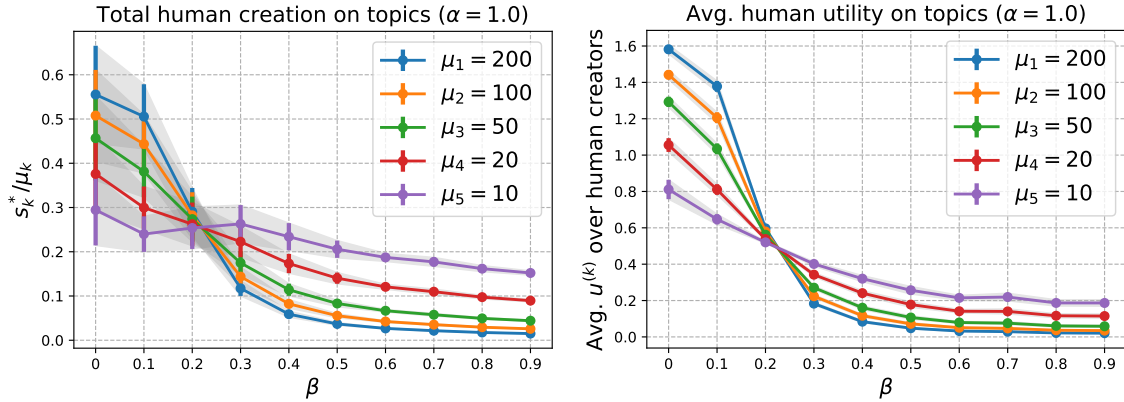 Total human creation on topics (α = 1.0)
s*ₖ/μₖ
0.6
0.5
0.4
0.3
0.2
0.1
0.0
μ₁ = 200
μ₂ = 100
μ₃ = 50
μ₄ = 20
μ₅ = 10
0 0.1 0.2 0.3 0.4 0.5 0.6 0.7 0.8 0.9
β
Avg. human utility on topics (α = 1.0)
Avg. u⁽ᵏ⁾ over human creators
1.6
1.4
1.2
1.0
0.8
0.6
0.4
0.2
0.0
μ₁ = 200
μ₂ = 100
μ₃ = 50
μ₄ = 20
μ₅ = 10
0 0.1 0.2 0.3 0.4 0.5 0.6 0.7 0.8 0.9
β